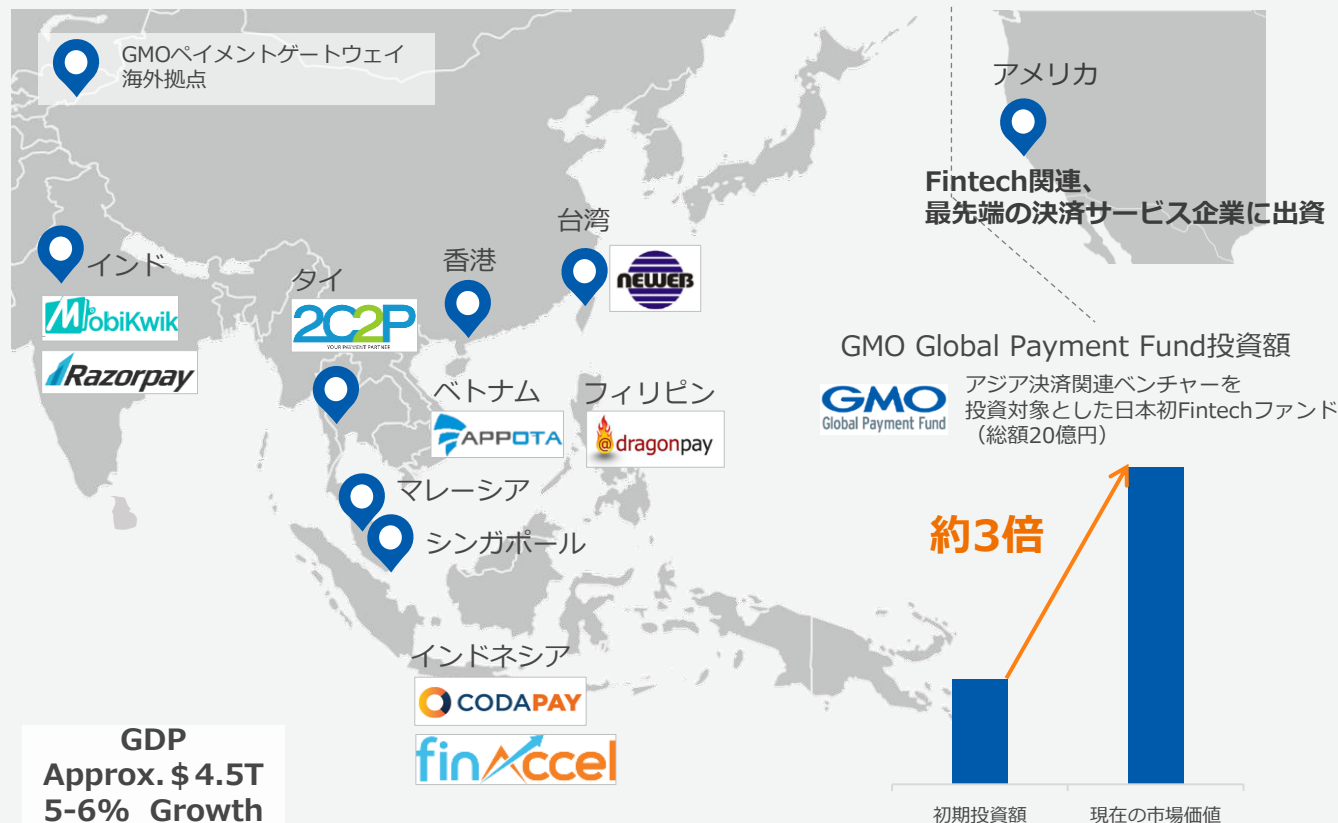 GMOペイメントゲートウェイ
海外拠点
アメリカ
Fintech関連、
最先端の決済サービス企業に出資
台湾
NEWEB
インド
MobiKwik
Razorpay
タイ
2C2P
YOUR PAYMENT PARTNER
香港
ベトナム
APPOTA
フィリピン
@dragonpay
マレーシア
シンガポール
インドネシア
CODAPAY
finAccel
GDP
Approx.$4.5T
5-6% Growth
GMO Global Payment Fund投資額
GMO
Global Payment Fund
アジア決済関連ベンチャーを
投資対象とした日本初Fintechファンド
（総額20億円）
約3倍
初期投資額
現在の市場価値